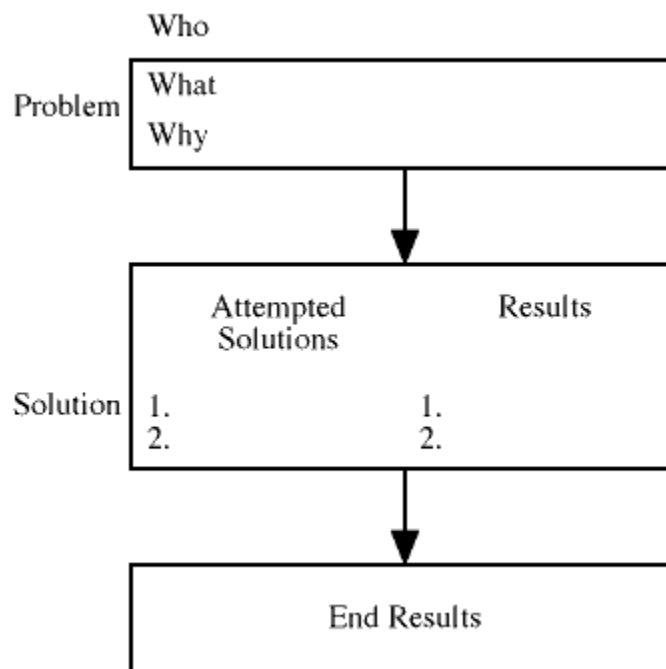 Who
Problem
What
Why
Attempted Solutions
Results
Solution
1.
2.
1.
2.
End Results